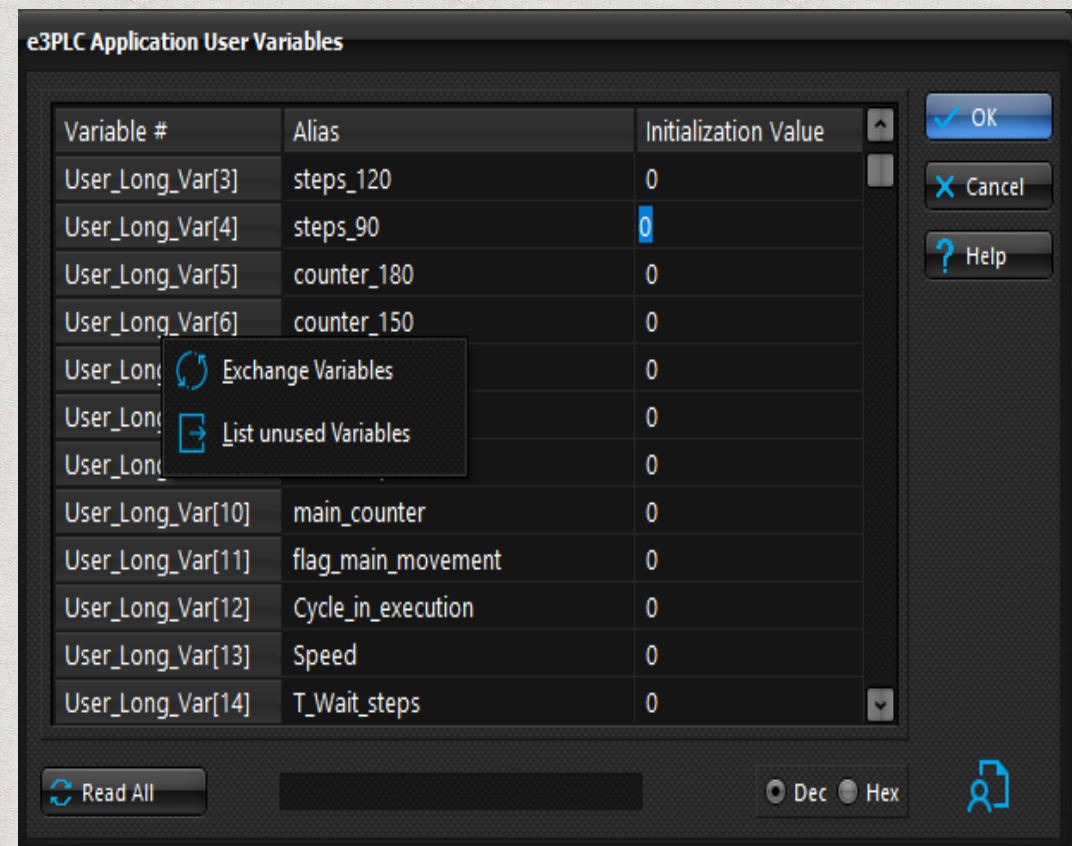 e3PLC Application User Variables
Variable # Alias Initialization Value
User_Long_Var[3] steps_120 0
User_Long_Var[4] steps_90 0
User_Long_Var[5] counter_180 0
User_Long_Var[6] counter_150 0
User_Long 0
User_Long 0
User_Long 0
Exchange Variables
List unused Variables
User_Long_Var[10] main_counter 0
User_Long_Var[11] flag_main_movement 0
User_Long_Var[12] Cycle_in_execution 0
User_Long_Var[13] Speed 0
User_Long_Var[14] T_Wait_steps 0
OK
Cancel
Help
Read All
Dec Hex